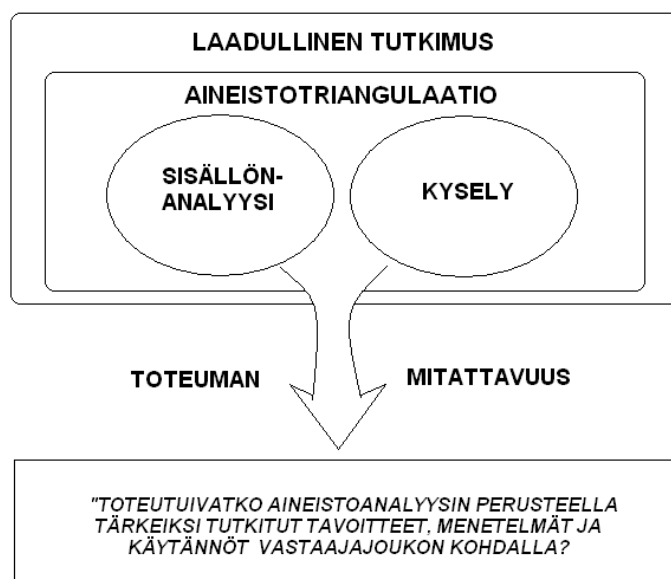 LAADULLINEN TUTKIMUS
AINEISTOTRIANGULAATIO
SISÄLLÖN-
ANALYYSI
KYSELY
TOTEUMAN
MITATTAVUUS
"TOTEUTUIVATKO AINEISTOANALYYSIN PERUSTEELLA
TÄRKEIKSI TUTKITUT TAVOITTEET, MENETELMÄT JA
KÄYTÄNNÖT VASTAAJAJOUKON KOHDALLA?